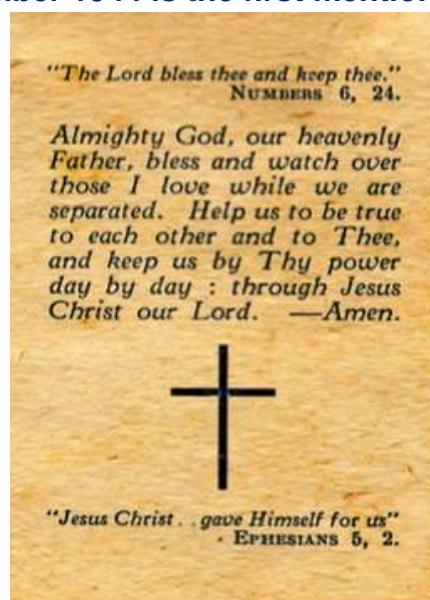 "The Lord bless thee and keep thee."
NUMBERS 6, 24.
Almighty God, our heavenly
Father, bless and watch over
those I love while we are
separated. Help us to be true
to each other and to Thee,
and keep us by Thy power
day by day : through Jesus
Christ our Lord. —Amen.
"Jesus Christ . . gave Himself for us"
EPHESIANS 5, 2.